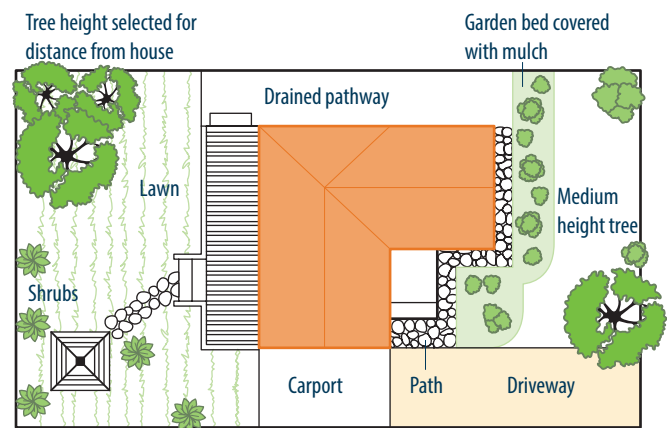 Tree height selected for
distance from house
Garden bed covered
with mulch
Drained pathway
Lawn
Medium
height tree
Shrubs
Carport
Path
Driveway